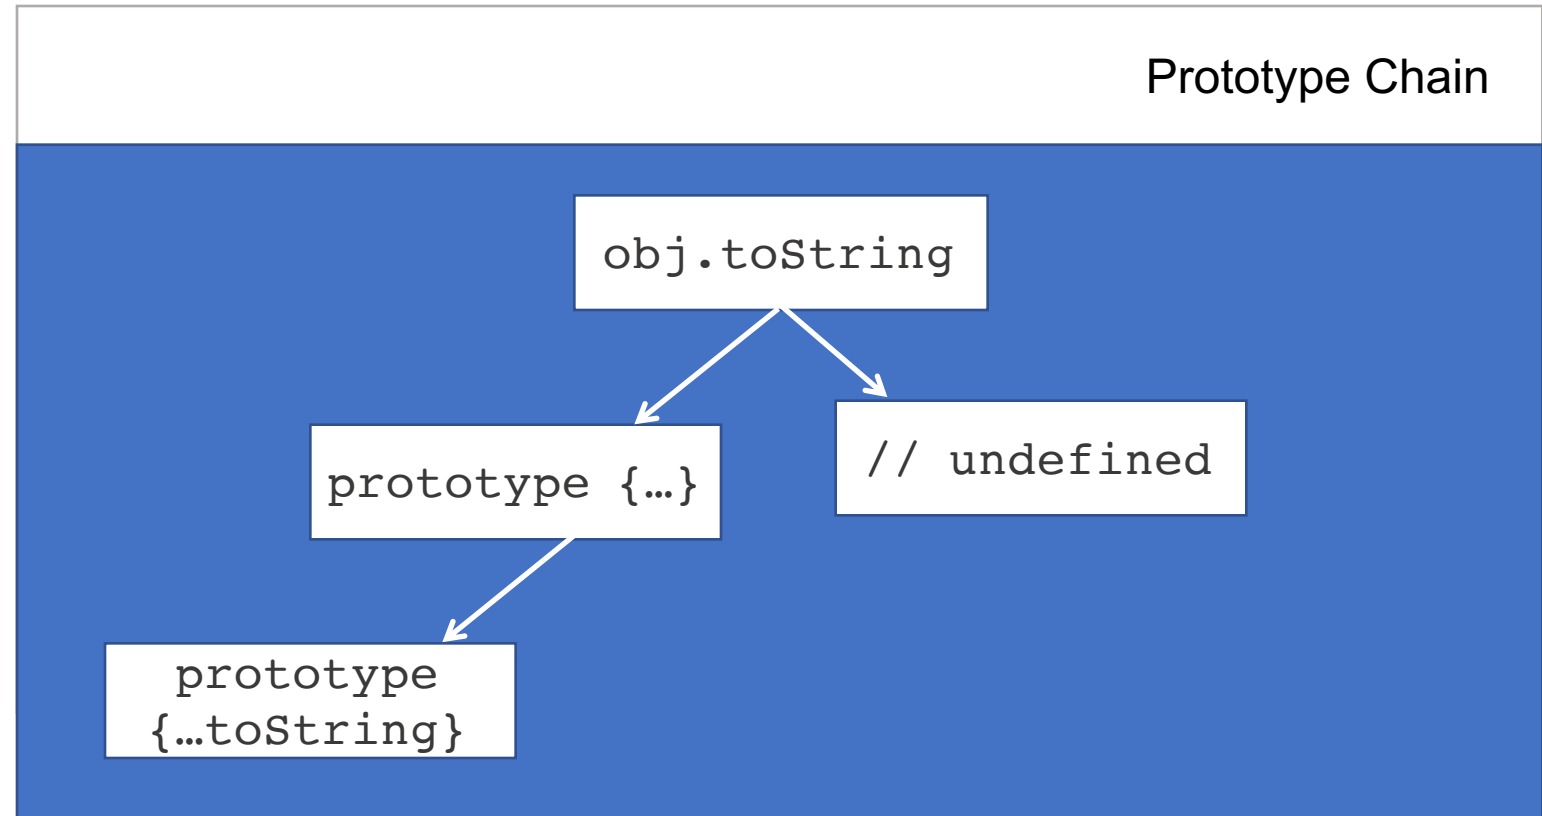 Prototype Chain
obj.toString
// undefined
prototype {…}
prototype
{…toString}